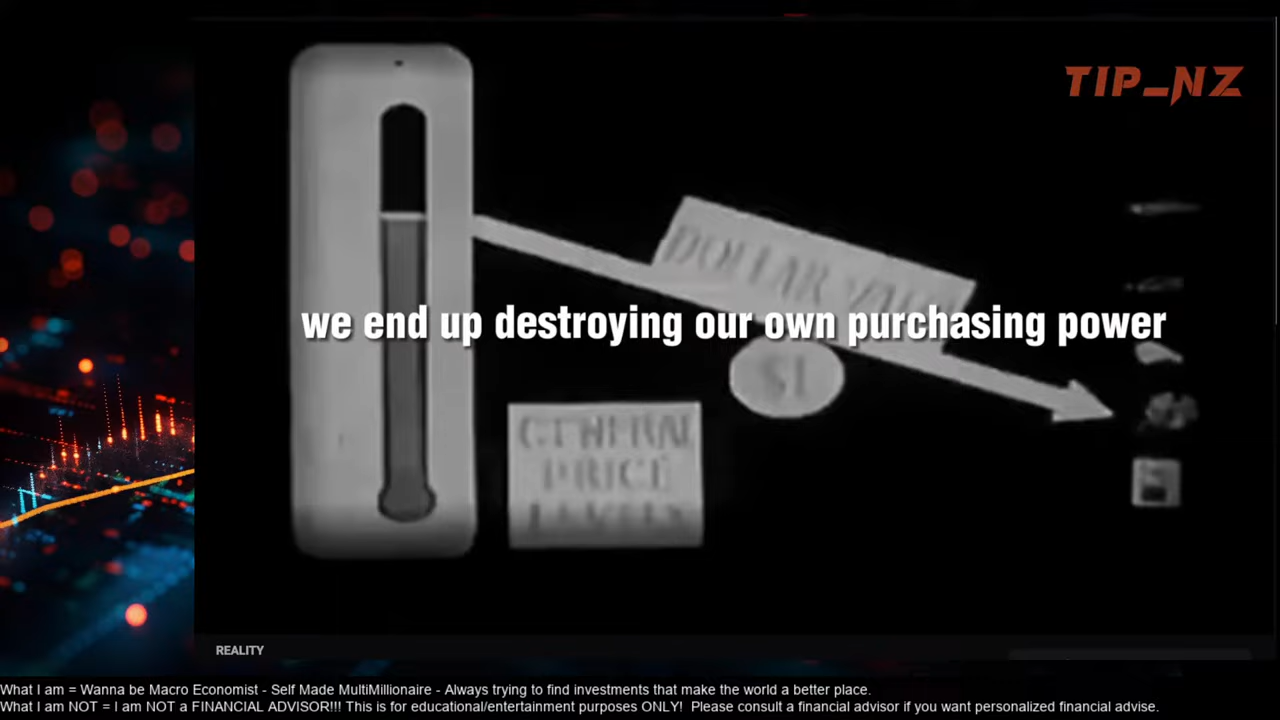 TIP_NZ
DOLLAR VALUE
we end up destroying our own purchasing power
$1
GENERAL
PRICE
LEVELS
REALITY
What I am = Wanna be Macro Economist - Self Made MultiMillionaire - Always trying to find investments that make the world a better place.
What I am NOT = I am NOT a FINANCIAL ADVISOR!!! This is for educational/entertainment purposes ONLY!  Please consult a financial advisor if you want personalized financial advise.